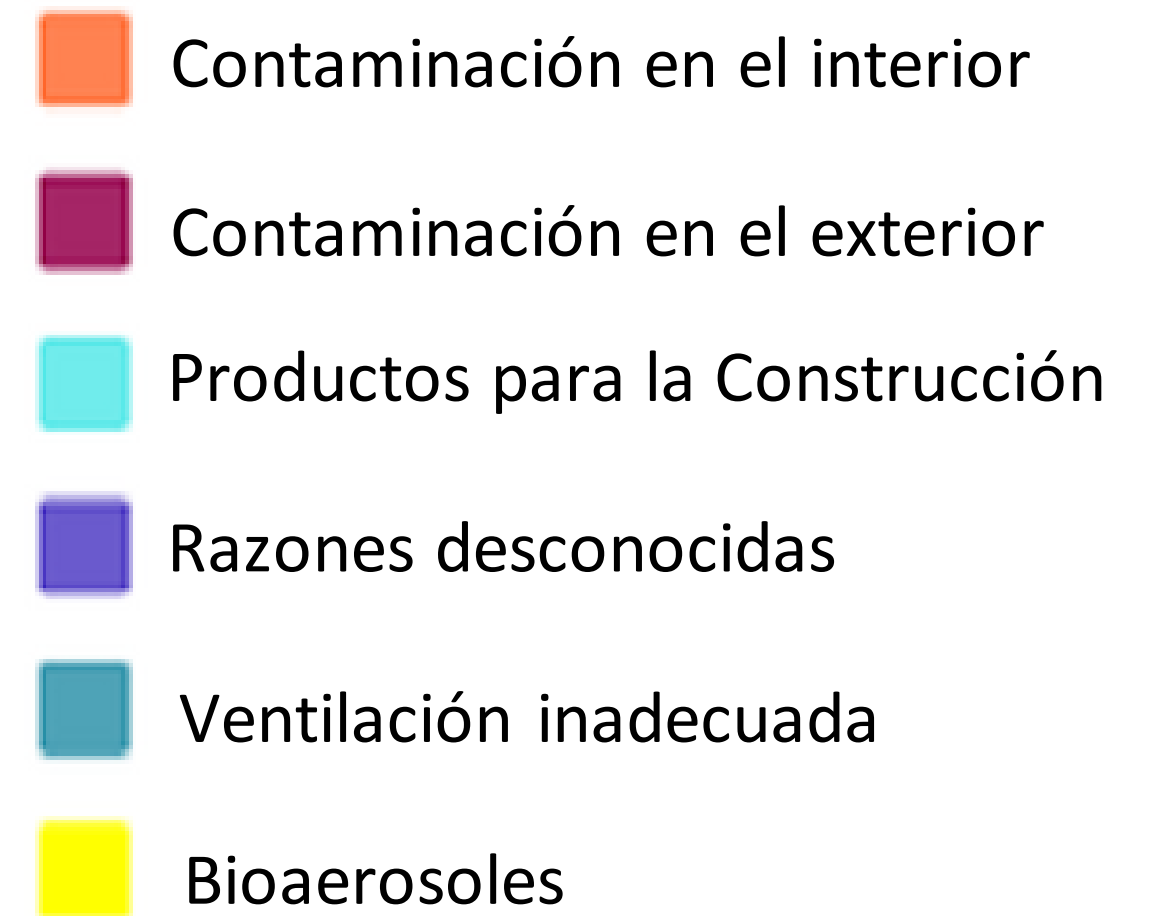 Contaminación en el interior
Contaminación en el exterior
Productos para la Construcción
Razones desconocidas
Ventilación inadecuada
Bioaerosoles